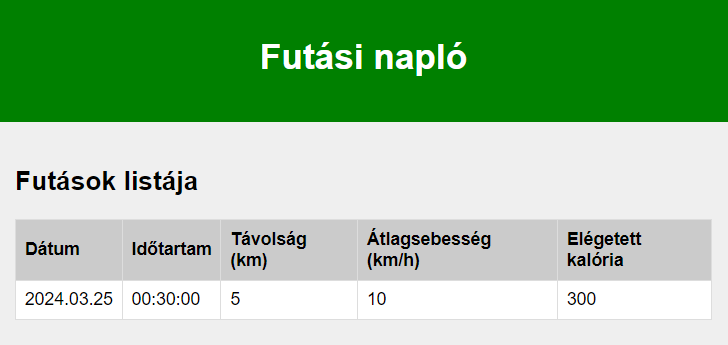 Futási napló
Futások listája
Dátum Időtartam Távolság (km) Átlagsebesség (km/h) Elégetett kalória
2024.03.25 00:30:00 5 10 300